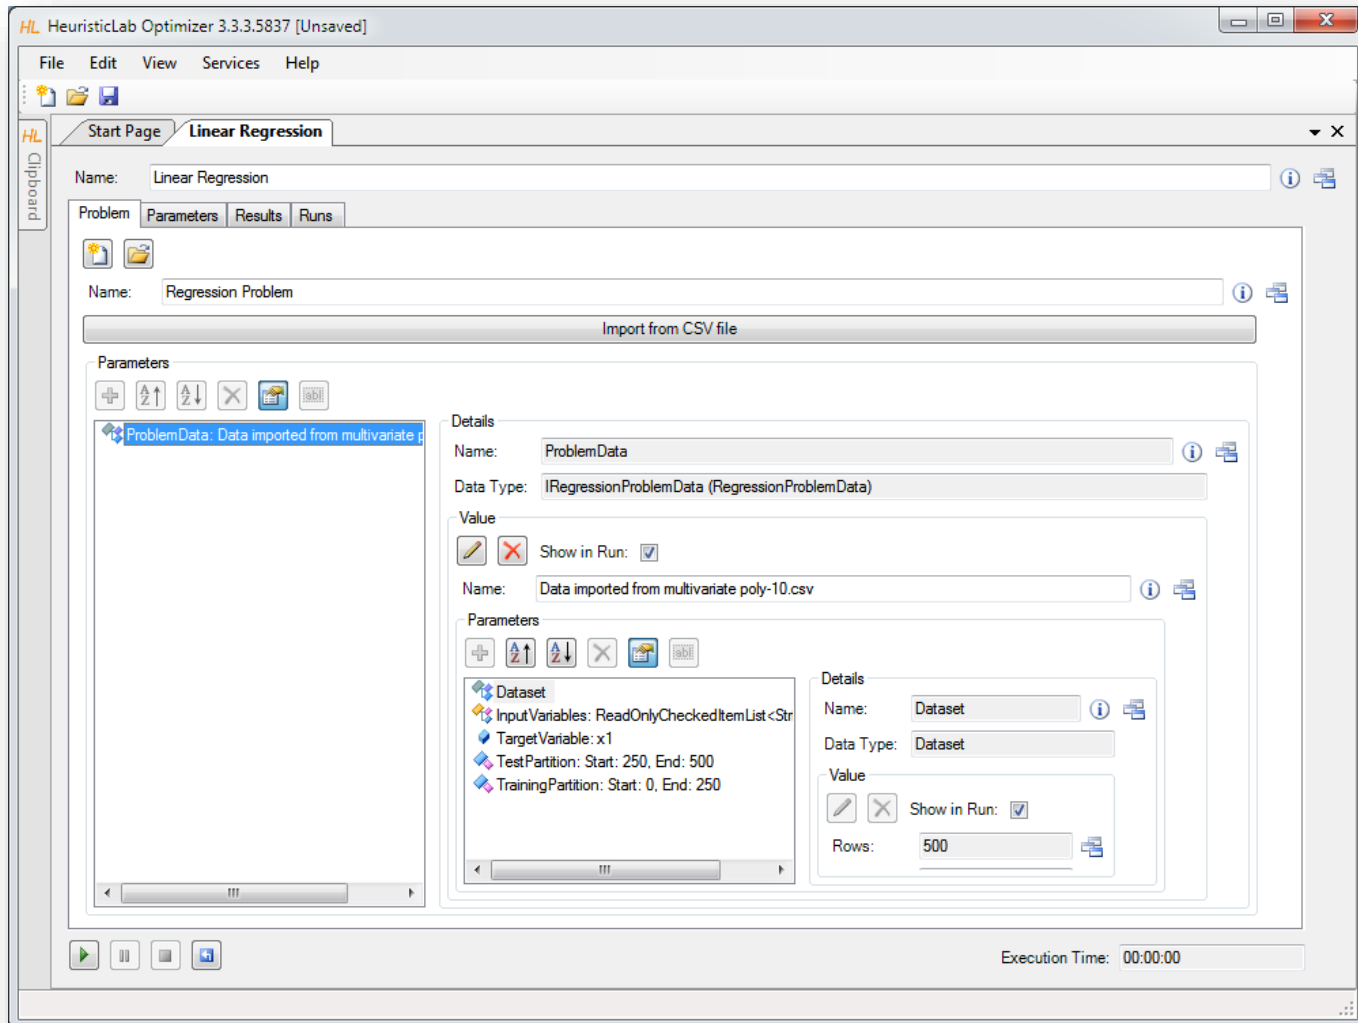 HL HeuristicLab Optimizer 3.3.3.5837 [Unsaved]
File Edit View Services Help
HL Clipboard
Start Page Linear Regression
Name: Linear Regression
Problem Parameters Results Runs
Name: Regression Problem
Import from CSV file
Parameters
ProblemData: Data imported from multivariate p
Details
Name: ProblemData
Data Type: IRegressionProblemData (RegressionProblemData)
Value
Show in Run:
Name: Data imported from multivariate poly-10.csv
Parameters
Dataset
InputVariables: ReadOnlyCheckedItemList<Str
TargetVariable: x1
TestPartition: Start: 250, End: 500
TrainingPartition: Start: 0, End: 250
Details
Name: Dataset
Data Type: Dataset
Value
Show in Run:
Rows: 500
Execution Time: 00:00:00